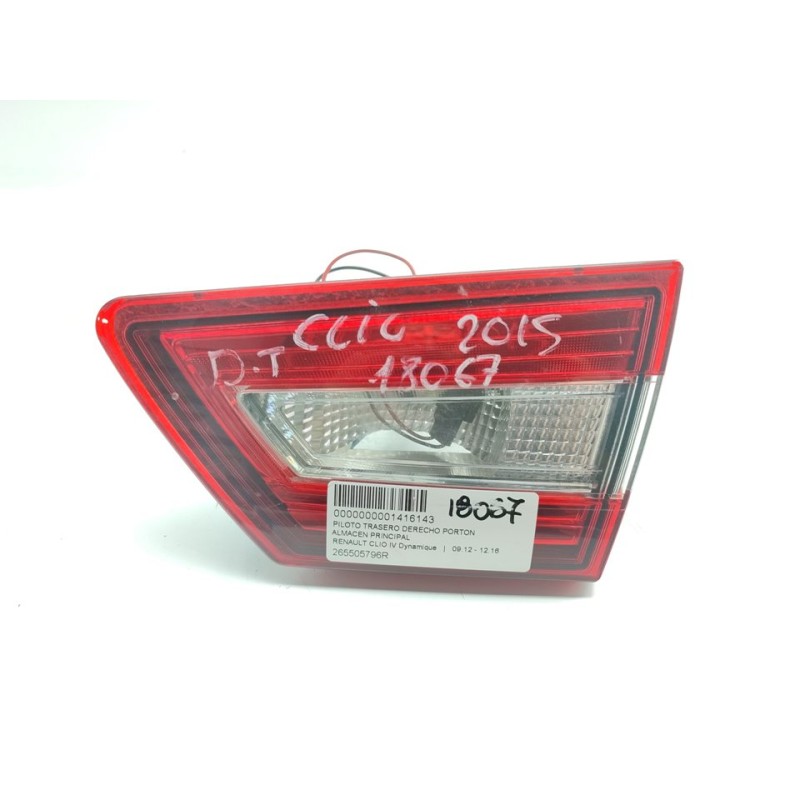 CLIO 2015
D.T 18067
0000000001416143
18067
PILOTO TRASERO DERECHO PORTON
ALMACEN PRINCIPAL
RENAULT CLIO IV Dynamique | 09.12 - 12.16
265505796R